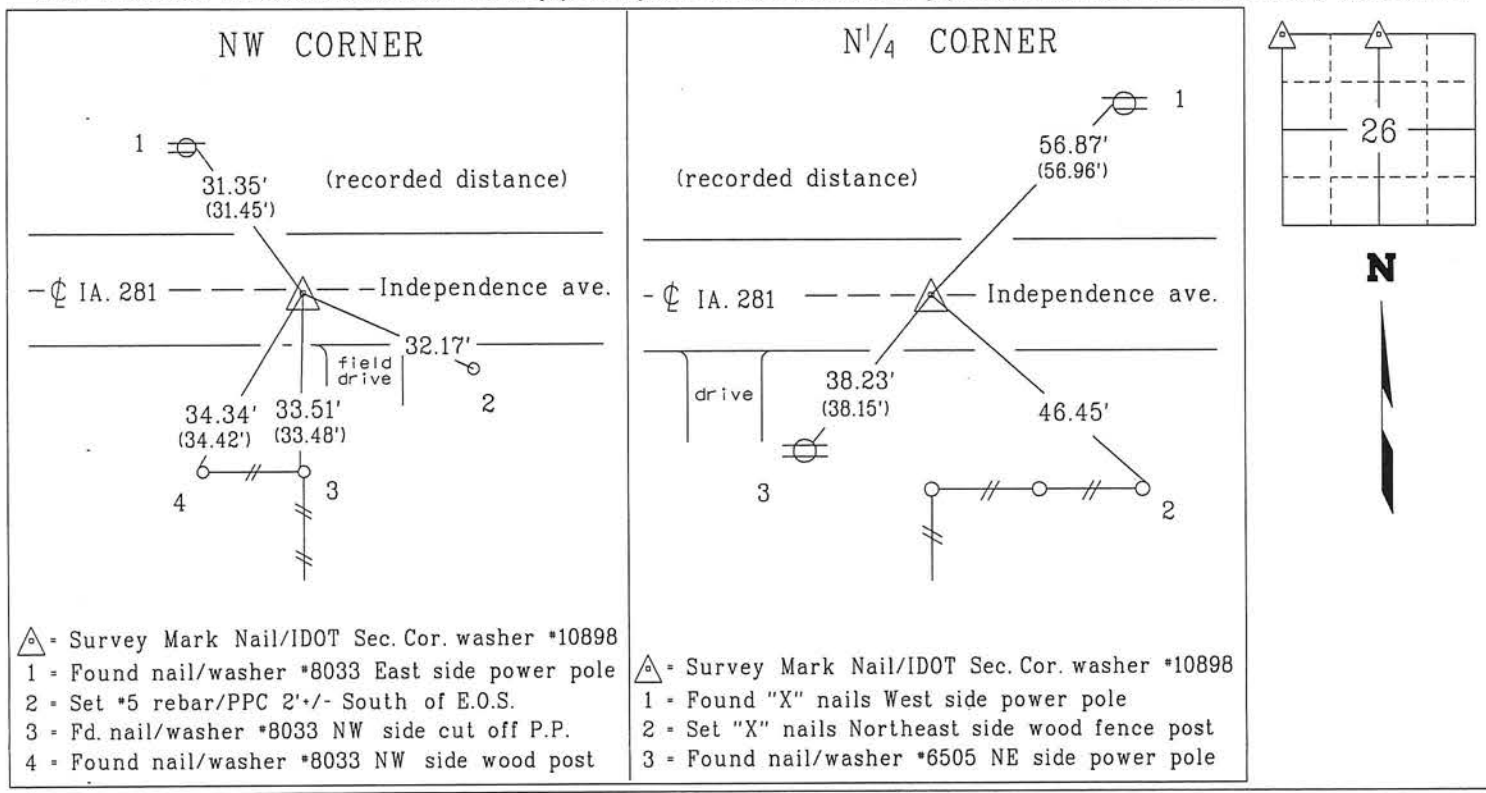 NW CORNER
1
31.35'
(31.45')
(recorded distance)
℄ IA. 281
Independence ave.
32.17'
field
drive
2
34.34'
(34.42')
33.51'
(33.48')
4
3
= Survey Mark Nail/IDOT Sec. Cor. washer #10898
1 = Found nail/washer #8033 East side power pole
2 = Set #5 rebar/PPC 2'+/- South of E.O.S.
3 = Fd. nail/washer #8033 NW side cut off P.P.
4 = Found nail/washer #8033 NW side wood post
N1/4 CORNER
1
56.87'
(56.96')
(recorded distance)
℄ IA. 281
Independence ave.
drive
38.23'
(38.15')
46.45'
3
2
= Survey Mark Nail/IDOT Sec. Cor. washer #10898
1 = Found "X" nails West side power pole
2 = Set "X" nails Northeast side wood fence post
3 = Found nail/washer #6505 NE side power pole
26
N